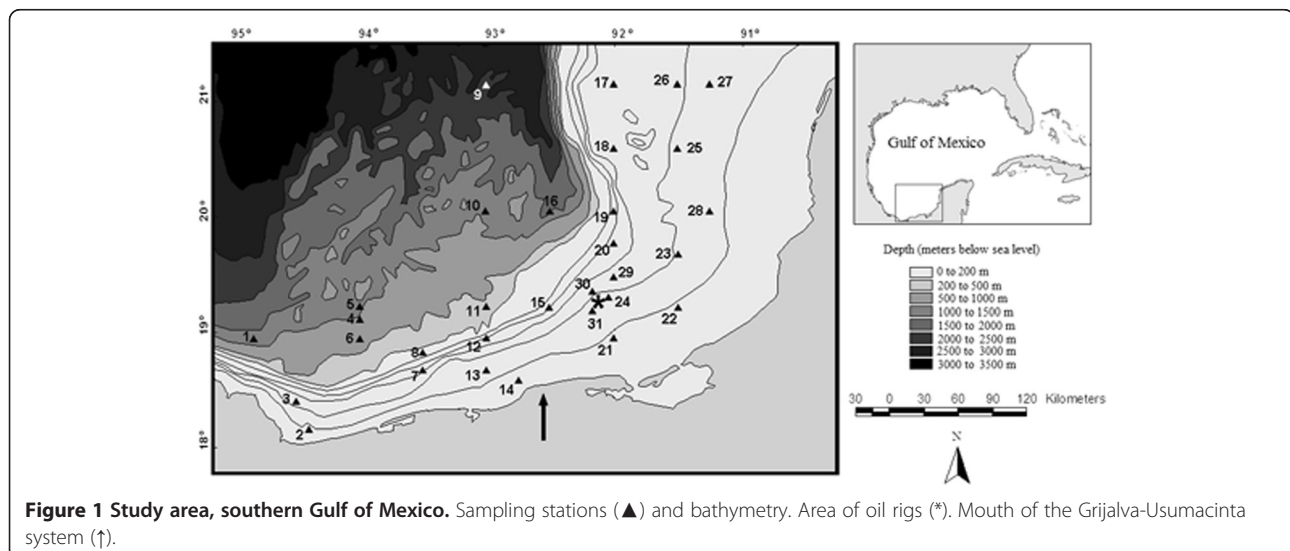 95° 94° 93° 92° 91°
21°
20°
19°
18°
9
17 26 27
18 25
10 16 19 28
20 23
29
30
24
31
5
4
1 6
11 15
22
8 12 21
7 13
14
3
2
Gulf of Mexico
Depth (meters below sea level)
0 to 200 m
200 to 500 m
500 to 1000 m
1000 to 1500 m
1500 to 2000 m
2000 to 2500 m
2500 to 3000 m
3000 to 3500 m
30 0 30 60 90 120 Kilometers
N
Figure 1 Study area, southern Gulf of Mexico. Sampling stations (▲) and bathymetry. Area of oil rigs (*). Mouth of the Grijalva-Usumacinta
system (↑).